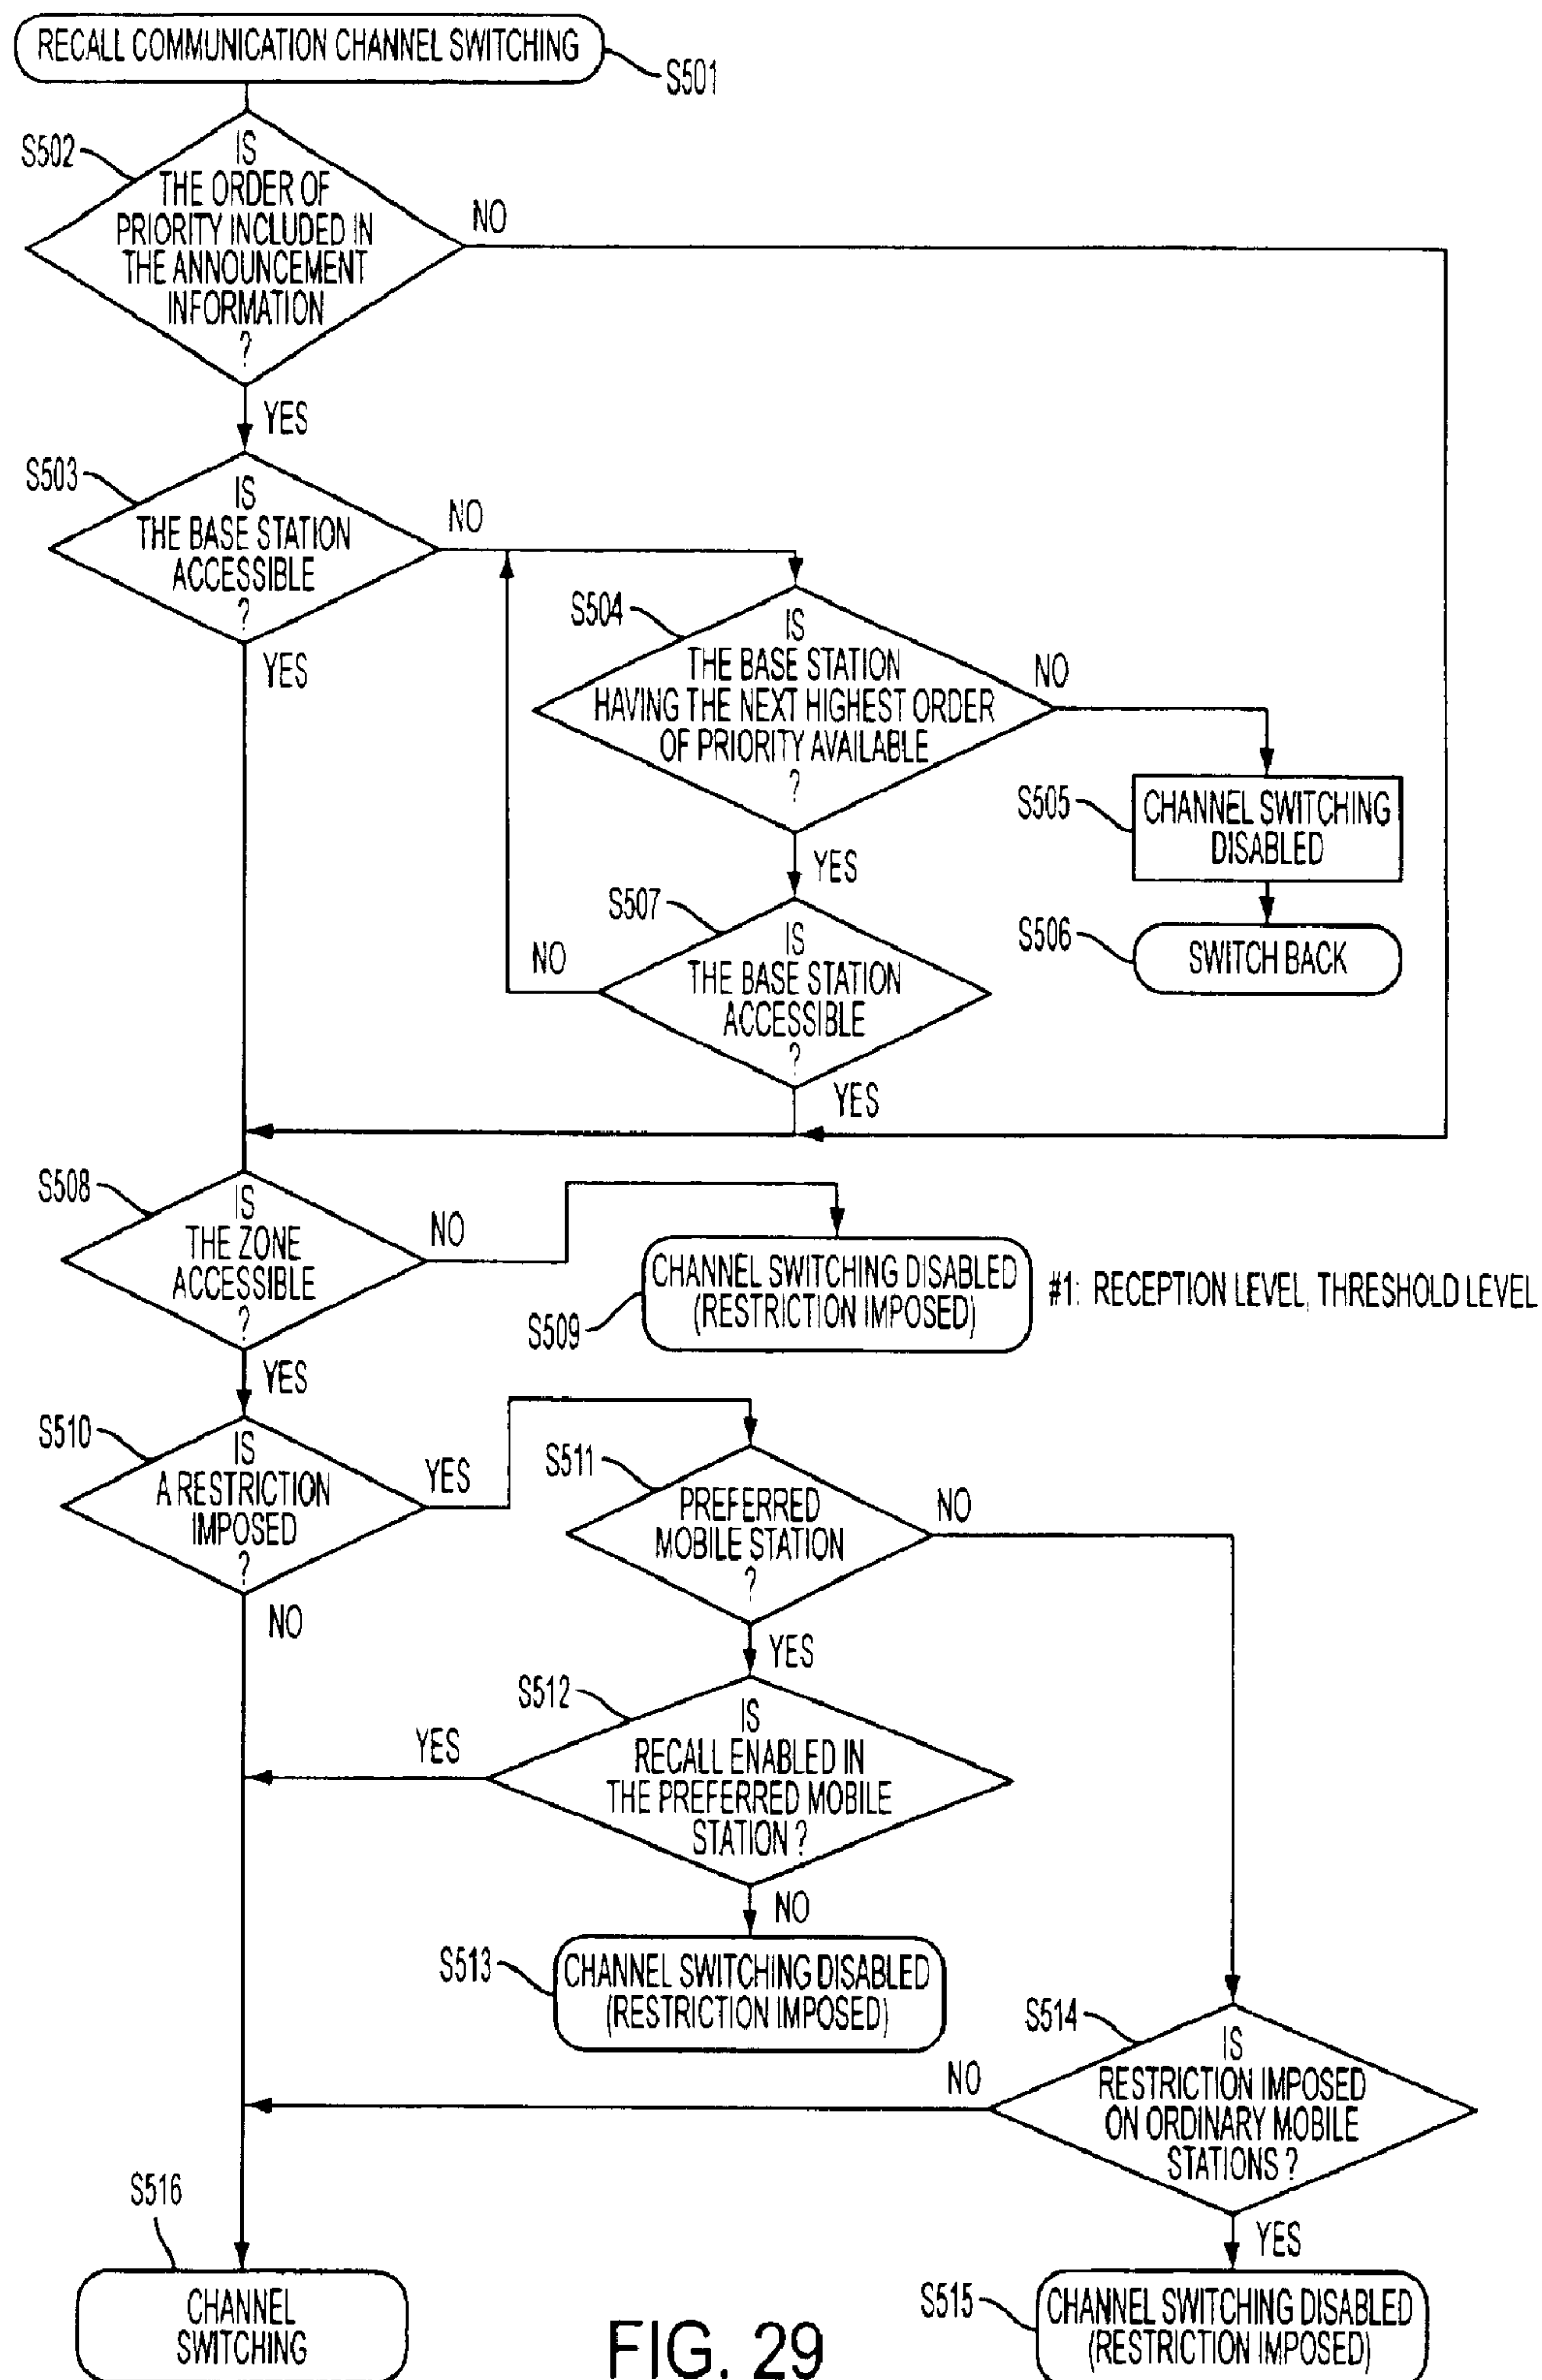 RECALL COMMUNICATION CHANNEL SWITCHING
S501
S502
IS
THE ORDER OF
PRIORITY INCLUDED IN
THE ANNOUNCEMENT
INFORMATION
?
NO
YES
S503
IS
THE BASE STATION
ACCESSIBLE
?
NO
YES
S504
IS
THE BASE STATION
HAVING THE NEXT HIGHEST ORDER
OF PRIORITY AVAILABLE
?
NO
YES
S505
CHANNEL SWITCHING
DISABLED
S506
SWITCH BACK
S507
IS
THE BASE STATION
ACCESSIBLE
?
NO
YES
S508
IS
THE ZONE
ACCESSIBLE
?
NO
YES
CHANNEL SWITCHING DISABLED
(RESTRICTION IMPOSED)
S509
#1: RECEPTION LEVEL, THRESHOLD LEVEL
S510
IS
A RESTRICTION
IMPOSED
?
YES
NO
S511
PREFERRED
MOBILE STATION
?
NO
YES
S512
IS
RECALL ENABLED IN
THE PREFERRED MOBILE
STATION ?
YES
NO
S513
CHANNEL SWITCHING DISABLED
(RESTRICTION IMPOSED)
S514
IS
RESTRICTION IMPOSED
ON ORDINARY MOBILE
STATIONS ?
NO
YES
S515
CHANNEL SWITCHING DISABLED
(RESTRICTION IMPOSED)
S516
CHANNEL
SWITCHING
FIG. 29